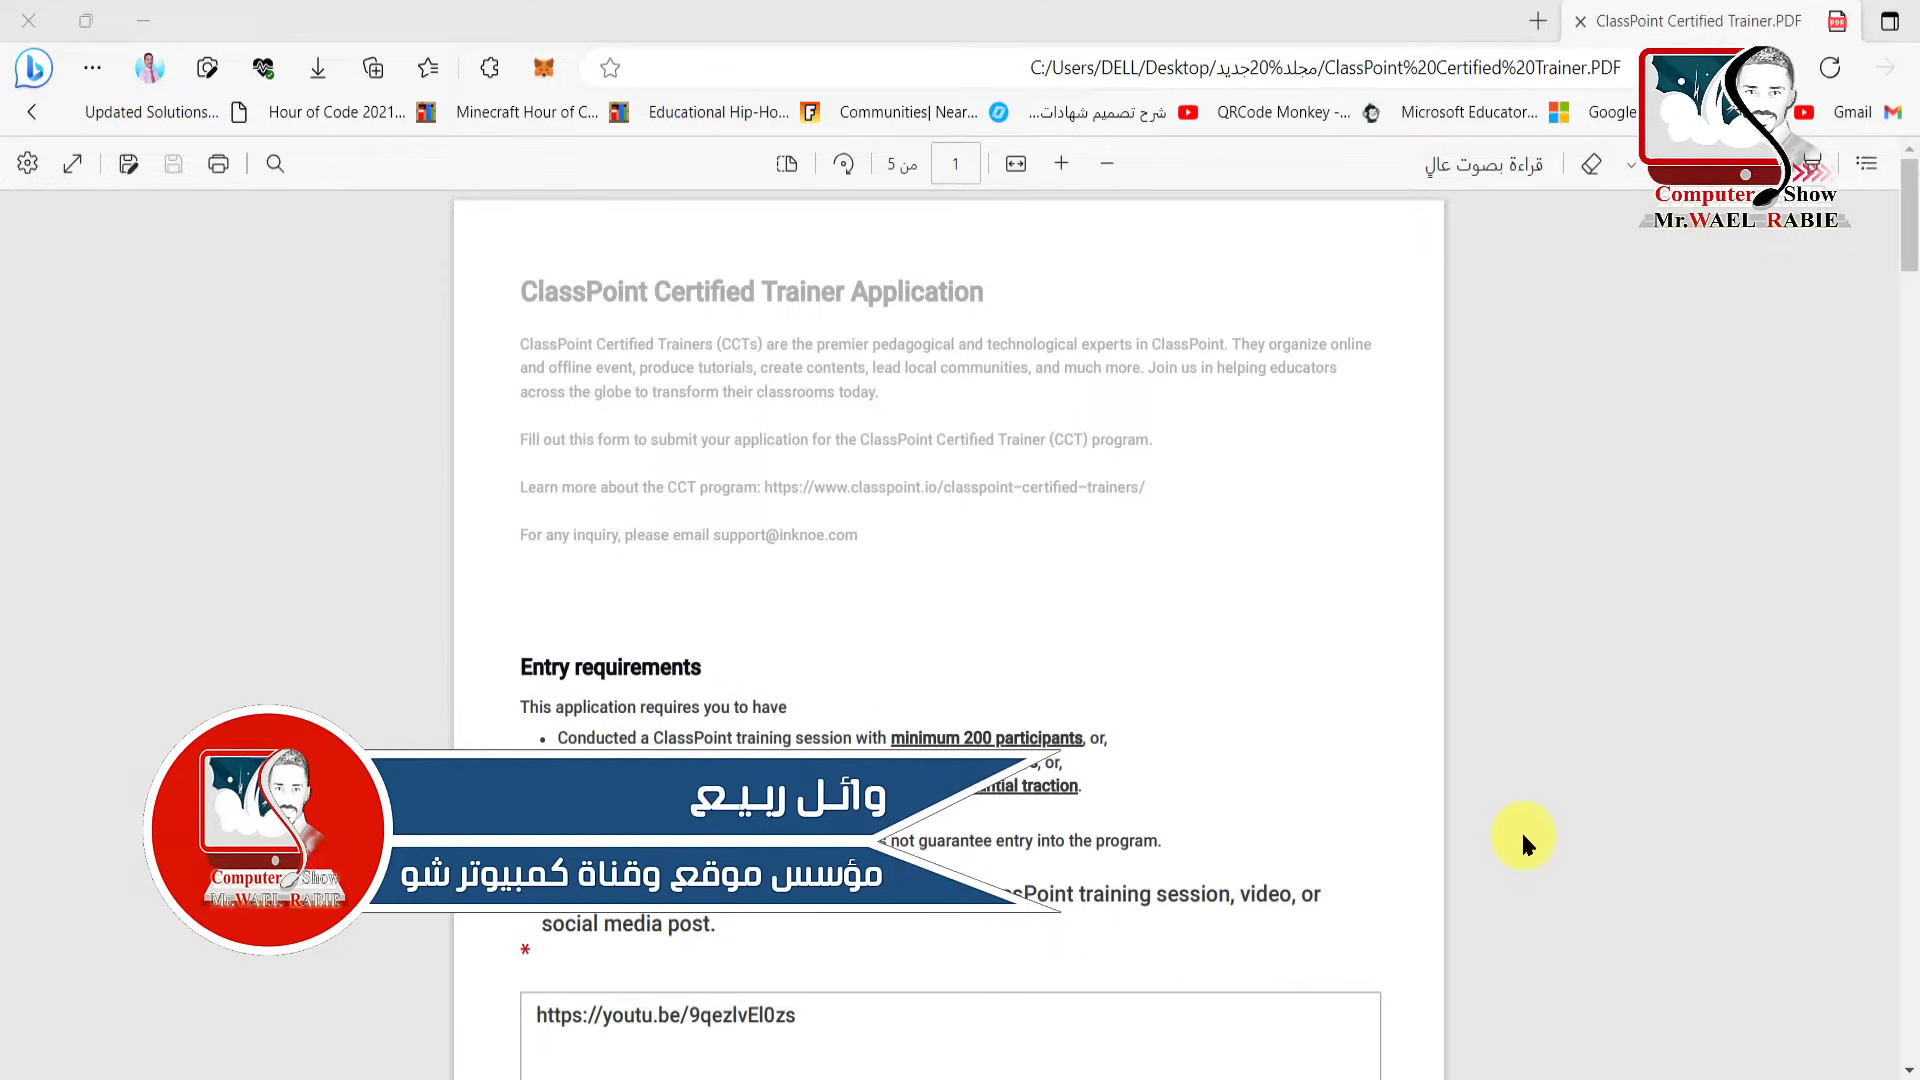 ClassPoint Certified Trainer.PDF
C:/Users/DELL/Desktop/مجلد%20جديد/ClassPoint%20Certified%20Trainer.PDF
Updated Solutions...
Hour of Code 2021...
Minecraft Hour of C...
Educational Hip-Ho...
Communities| Near...
شرح تصميم شهادات...
QRCode Monkey -...
Microsoft Educator...
Google
Gmail
من 5
1
قراءة بصوت عالٍ
Computer Show
Mr.WAEL RABIE
ClassPoint Certified Trainer Application
ClassPoint Certified Trainers (CCTs) are the premier pedagogical and technological experts in ClassPoint. They organize online
and offline event, produce tutorials, create contents, lead local communities, and much more. Join us in helping educators
across the globe to transform their classrooms today.
Fill out this form to submit your application for the ClassPoint Certified Trainer (CCT) program.
Learn more about the CCT program: https://www.classpoint.io/classpoint-certified-trainers/
For any inquiry, please email support@inknoe.com
Entry requirements
This application requires you to have
• Conducted a ClassPoint training session with minimum 200 participants, or,
, or,
traction.
not guarantee entry into the program.
training session, video, or
social media post.
*
https://youtu.be/9qezlvEl0zs
وائل ربيع
مؤسس موقع وقناة كمبيوتر شو
Computer Show
Mr.WAEL RABIE